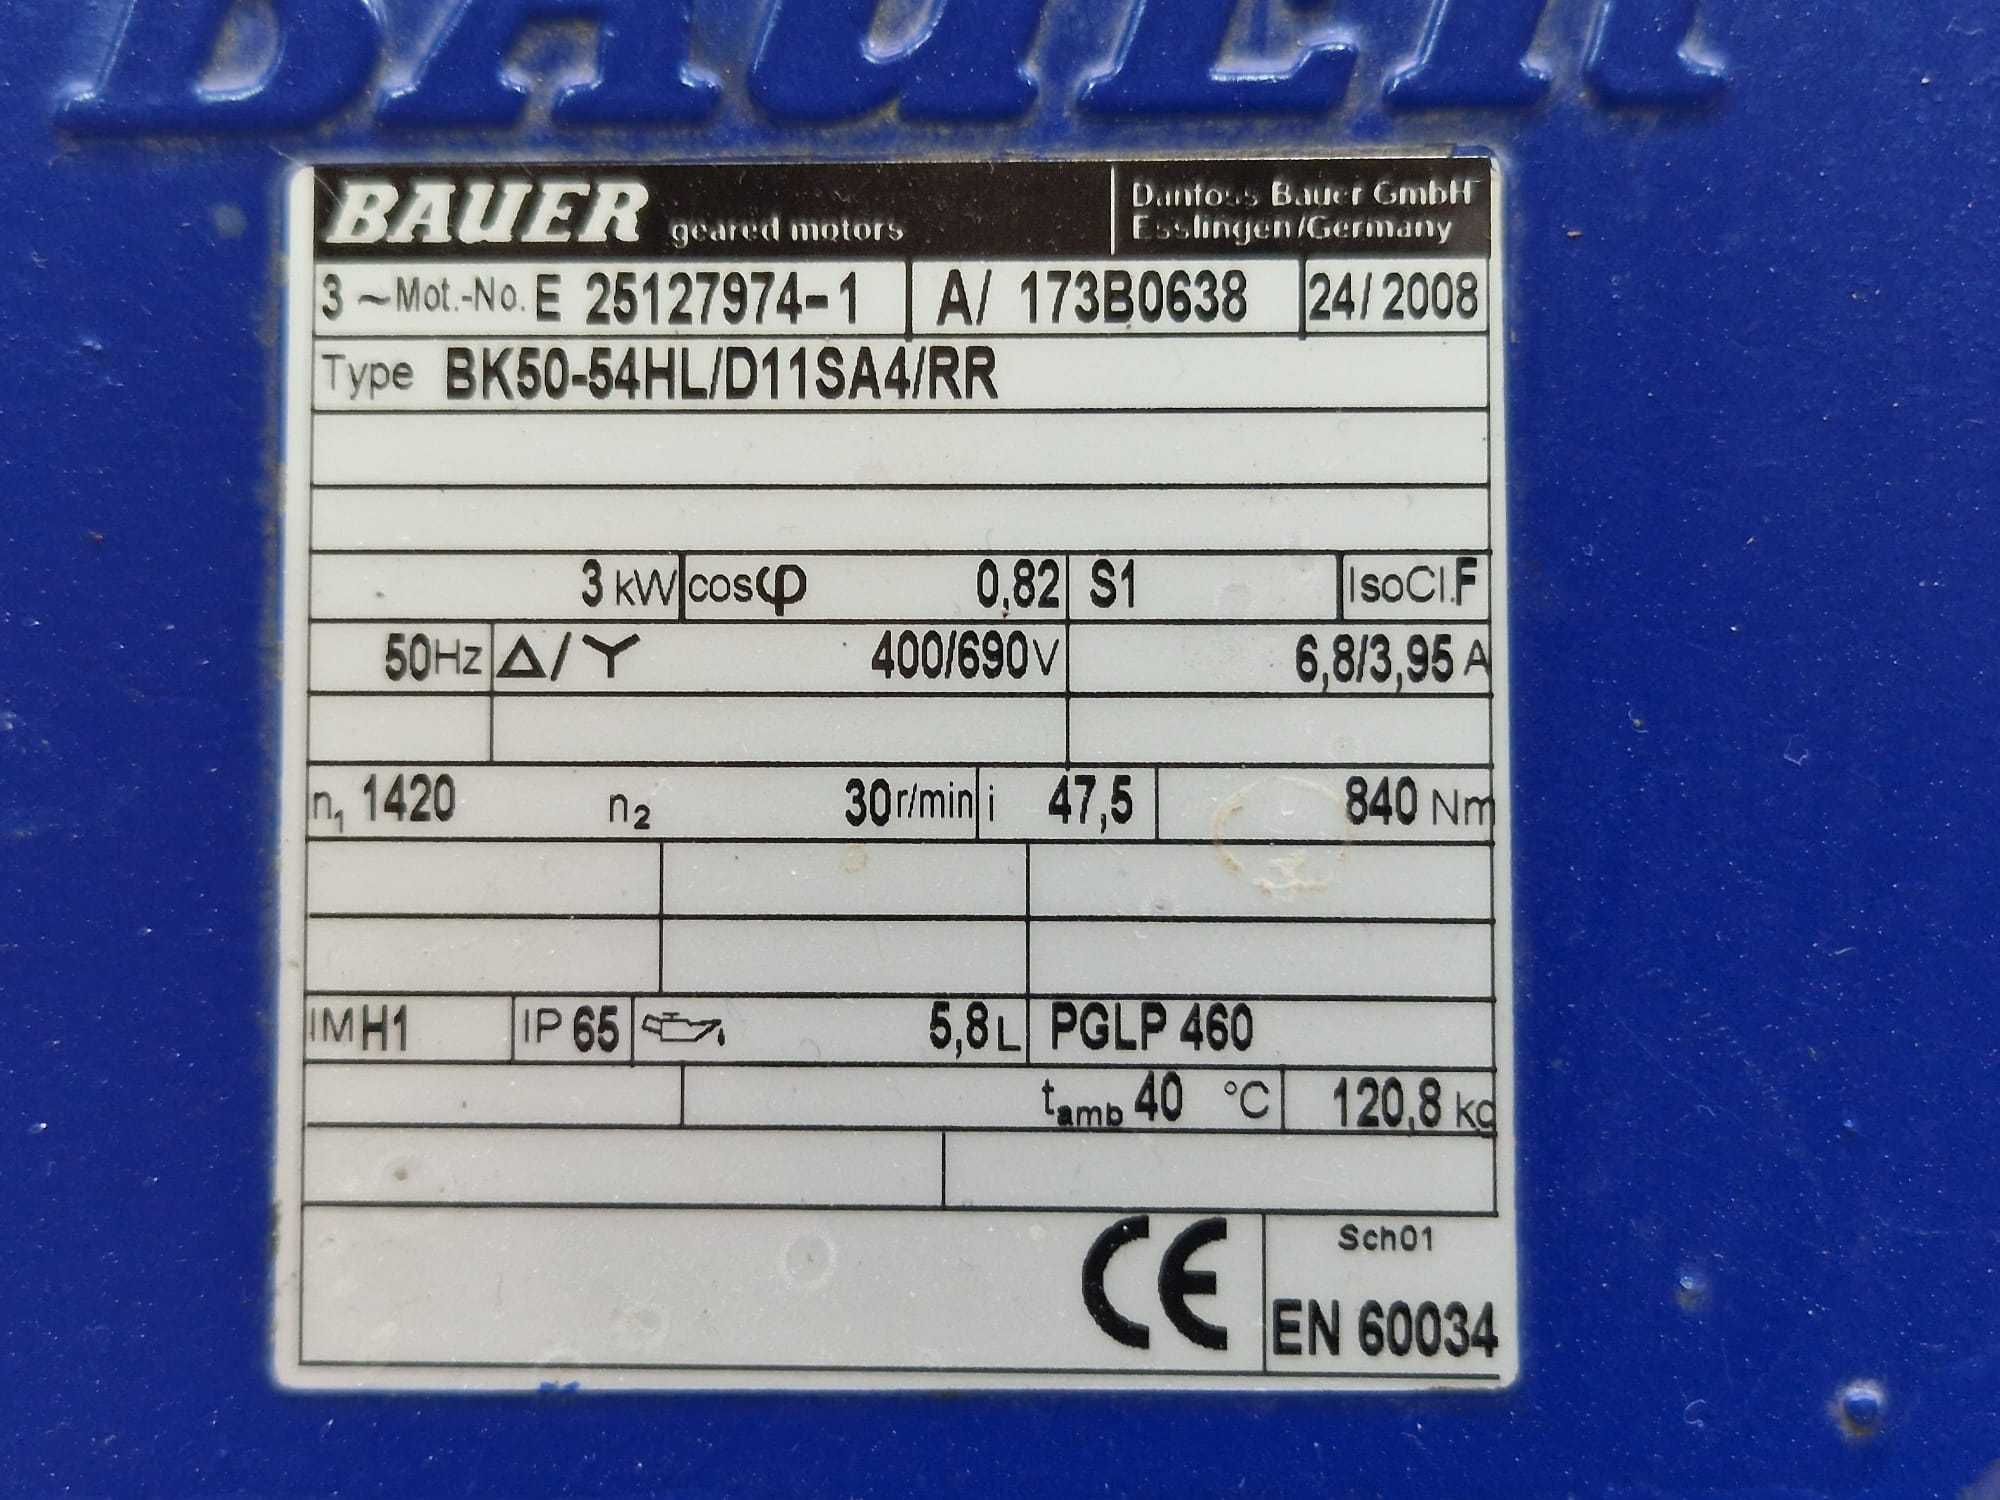 BAUER
BAUER geared motors
Danfoss Bauer GmbH
Esslingen/Germany
3 ~ Mot.-No. E 25127974-1 A/ 173B0638 24/2008
Type BK50-54HL/D11SA4/RR
3 kW cosφ 0,82 S1 IsoCl.F
50Hz Δ/Y 400/690V 6,8/3,95 A
n₁ 1420 n₂ 30r/min i 47,5 840 Nm
IM H1 IP 65 5,8 L PGLP 460
tamb 40 °C 120,8 kg
CE Sch01
EN 60034